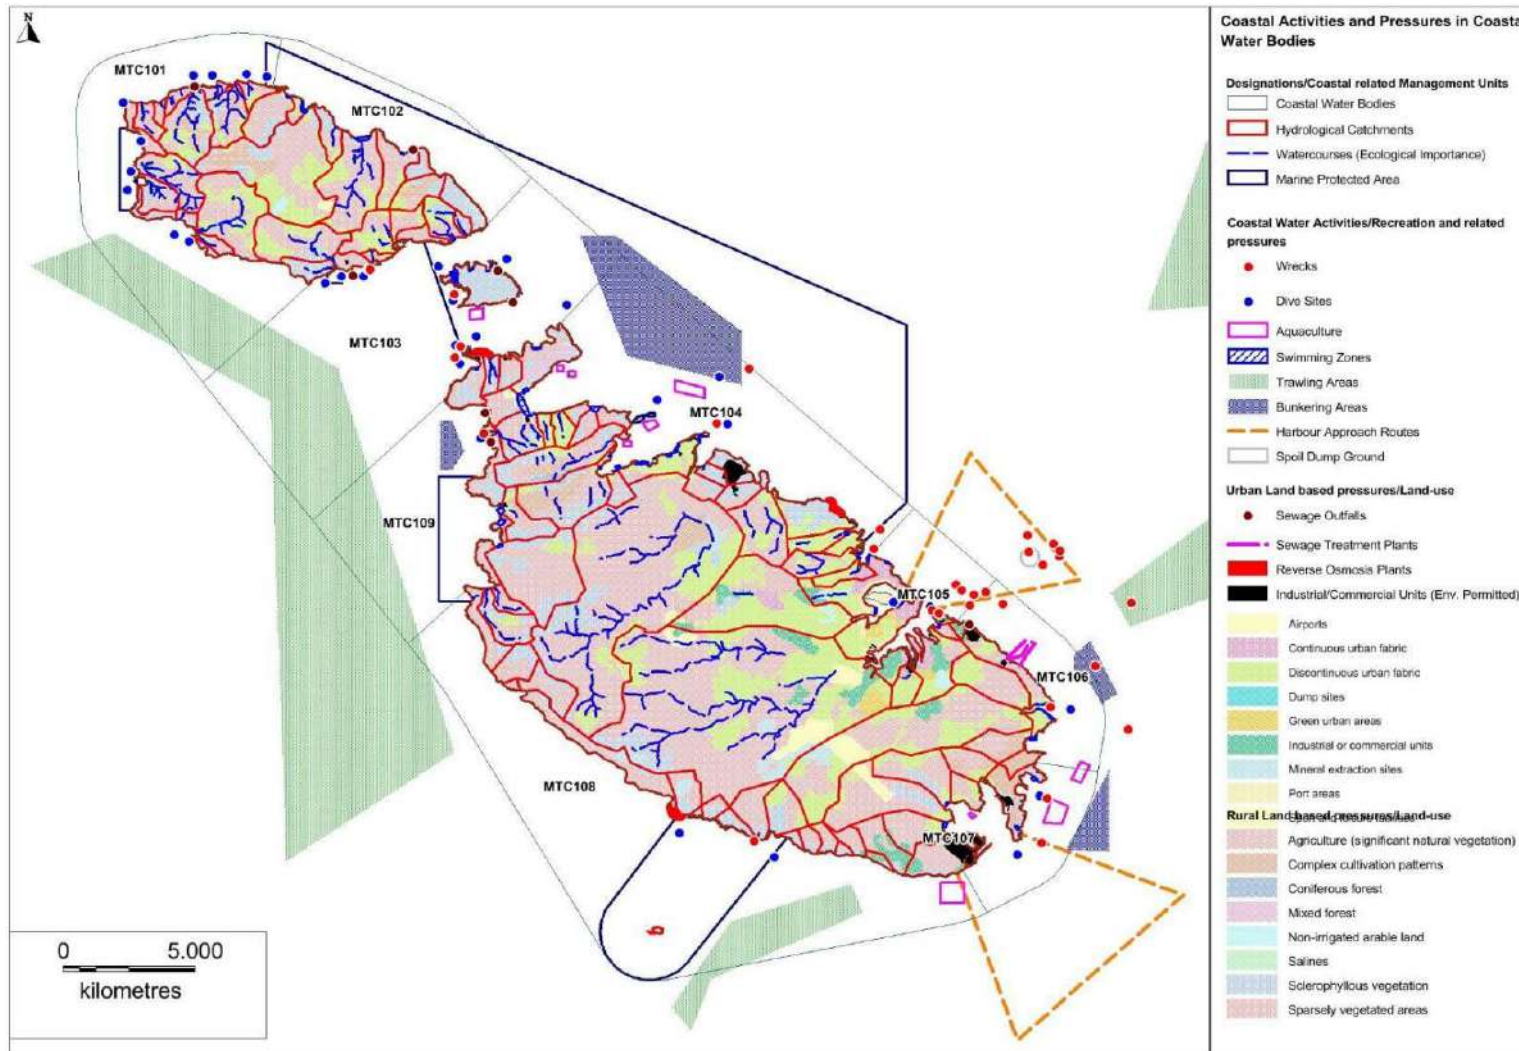 N
MTC101
MTC102
MTC103
MTC104
MTC109
MTC105
MTC106
MTC108
MTC107
0 5.000
kilometres
Coastal Activities and Pressures in Coasta
Water Bodies
Designations/Coastal related Management Units
Coastal Water Bodies
Hydrological Catchments
Watercourses (Ecological Importance)
Marine Protected Area
Coastal Water Activities/Recreation and related
pressures
Wrecks
Dive Sites
Aquaculture
Swimming Zones
Trawling Areas
Bunkering Areas
Harbour Approach Routes
Spoil Dump Ground
Urban Land based pressures/Land-use
Sewage Outfalls
Sewage Treatment Plants
Reverse Osmosis Plants
Industrial/Commercial Units (Env. Permitted)
Airports
Continuous urban fabric
Discontinuous urban fabric
Dump sites
Green urban areas
Industrial or commercial units
Mineral extraction sites
Port areas
Rural Land based pressures/Land-use
Agriculture (significant natural vegetation)
Complex cultivation patterns
Coniferous forest
Mixed forest
Non-irrigated arable land
Salines
Sclerophyllous vegetation
Sparsely vegetated areas